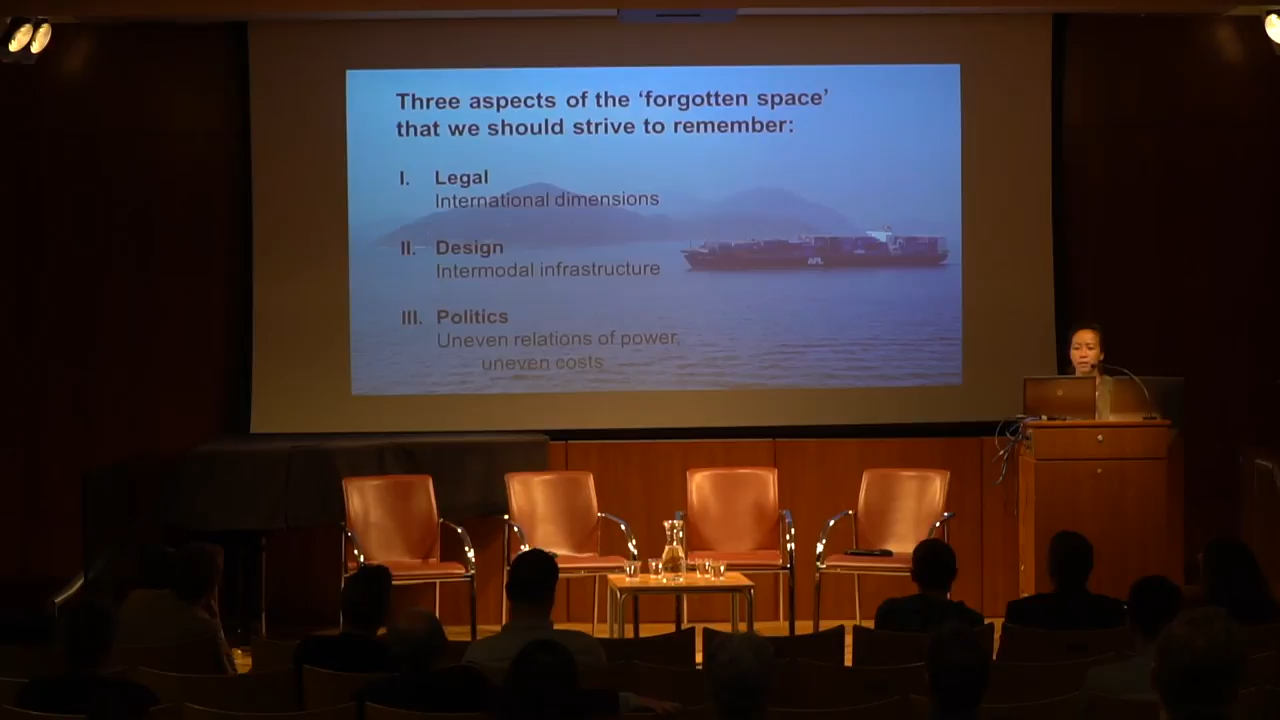 Three aspects of the ‘forgotten space’
that we should strive to remember:
I. Legal
International dimensions
II. Design
Intermodal infrastructure
III. Politics
Uneven relations of power,
uneven costs
APL